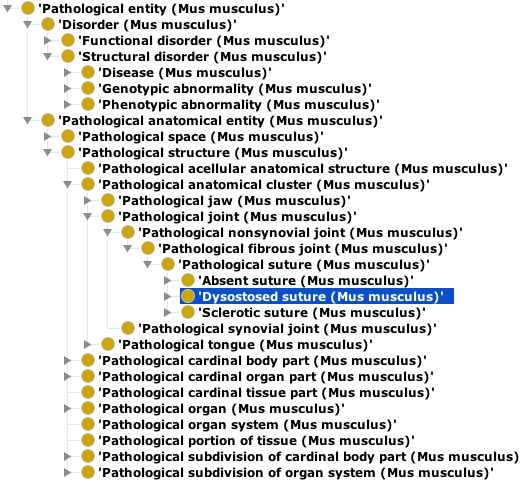 'Pathological entity (Mus musculus)'
'Disorder (Mus musculus)'
'Functional disorder (Mus musculus)'
'Structural disorder (Mus musculus)'
'Disease (Mus musculus)'
'Genotypic abnormality (Mus musculus)'
'Phenotypic abnormality (Mus musculus)'
'Pathological anatomical entity (Mus musculus)'
'Pathological space (Mus musculus)'
'Pathological structure (Mus musculus)'
'Pathological acellular anatomical structure (Mus musculus)'
'Pathological anatomical cluster (Mus musculus)'
'Pathological jaw (Mus musculus)'
'Pathological joint (Mus musculus)'
'Pathological nonsynovial joint (Mus musculus)'
'Pathological fibrous joint (Mus musculus)'
'Pathological suture (Mus musculus)'
'Absent suture (Mus musculus)'
'Dysostosed suture (Mus musculus)'
'Sclerotic suture (Mus musculus)'
'Pathological synovial joint (Mus musculus)'
'Pathological tongue (Mus musculus)'
'Pathological cardinal body part (Mus musculus)'
'Pathological cardinal organ part (Mus musculus)'
'Pathological cardinal tissue part (Mus musculus)'
'Pathological organ (Mus musculus)'
'Pathological organ system (Mus musculus)'
'Pathological portion of tissue (Mus musculus)'
'Pathological subdivision of cardinal body part (Mus musculus)
'Pathological subdivision of organ system (Mus musculus)'